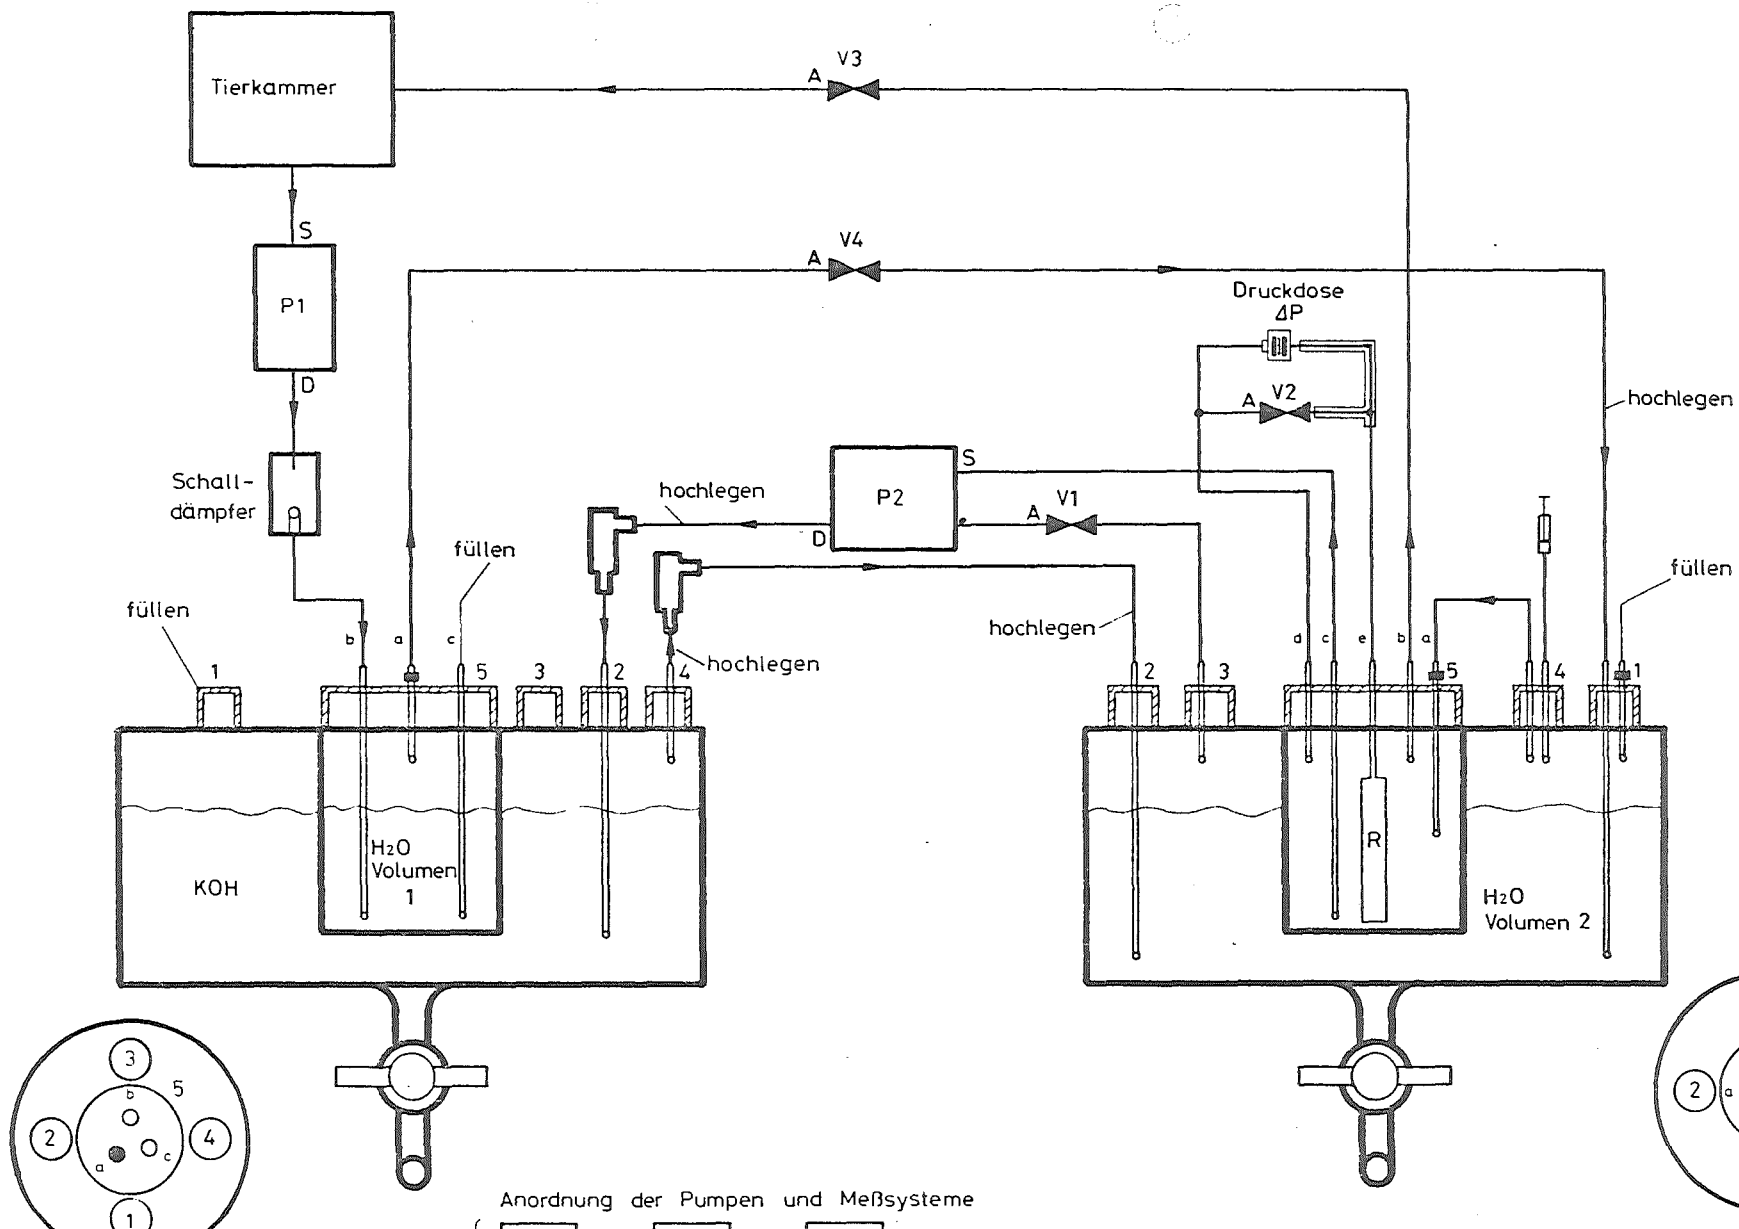 V3
A
Tierkammer
S
V4
A
P1
Druckdose
ΔP
D
V2
A
hochlegen
S
Schall-
dämpfer
hochlegen
P2
A
V1
D
füllen
füllen
füllen
hochlegen
b
a
c
d
c
e
b
a
hochlegen
1
5
3
2
4
2
3
5
4
1
H2O
Volumen
1
R
KOH
H2O
Volumen 2
3
b
5
2
4
a
c
1
2
a
Anordnung der Pumpen und Meßsysteme